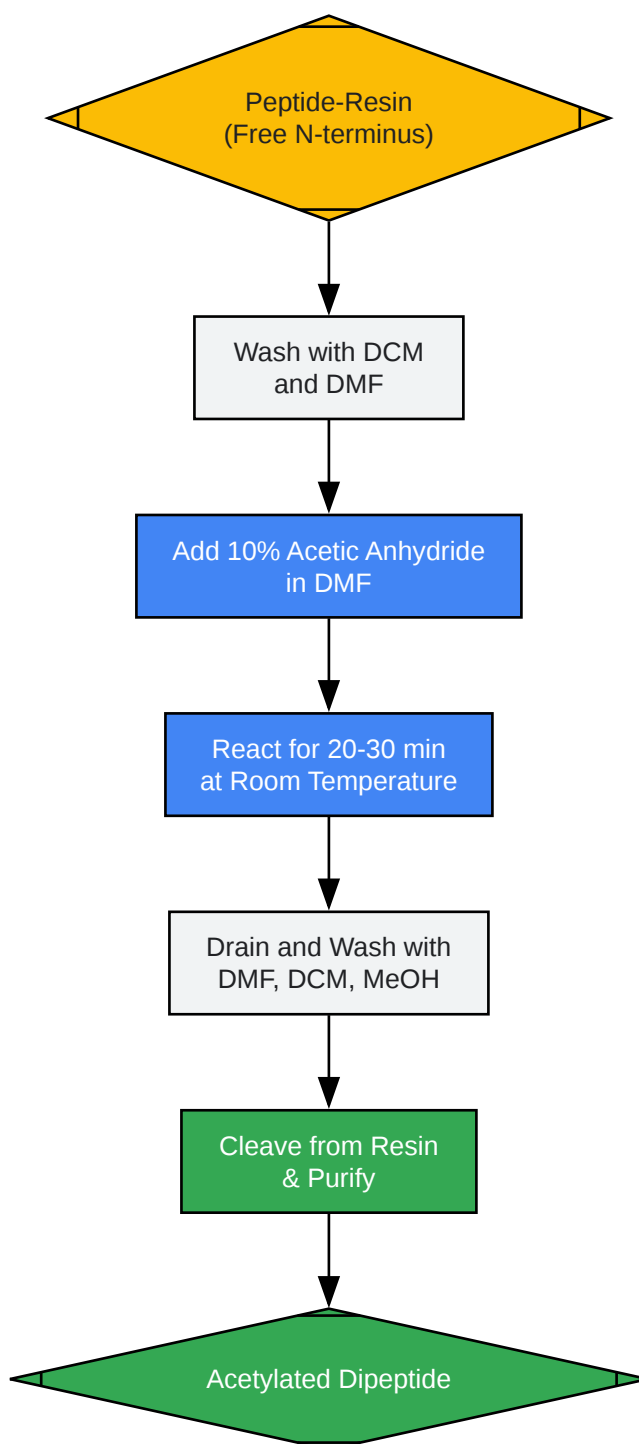 Peptide-Resin
(Free N-terminus)
Wash with DCM
and DMF
Add 10% Acetic Anhydride
in DMF
React for 20-30 min
at Room Temperature
Drain and Wash with
DMF, DCM, MeOH
Cleave from Resin
& Purify
Acetylated Dipeptide